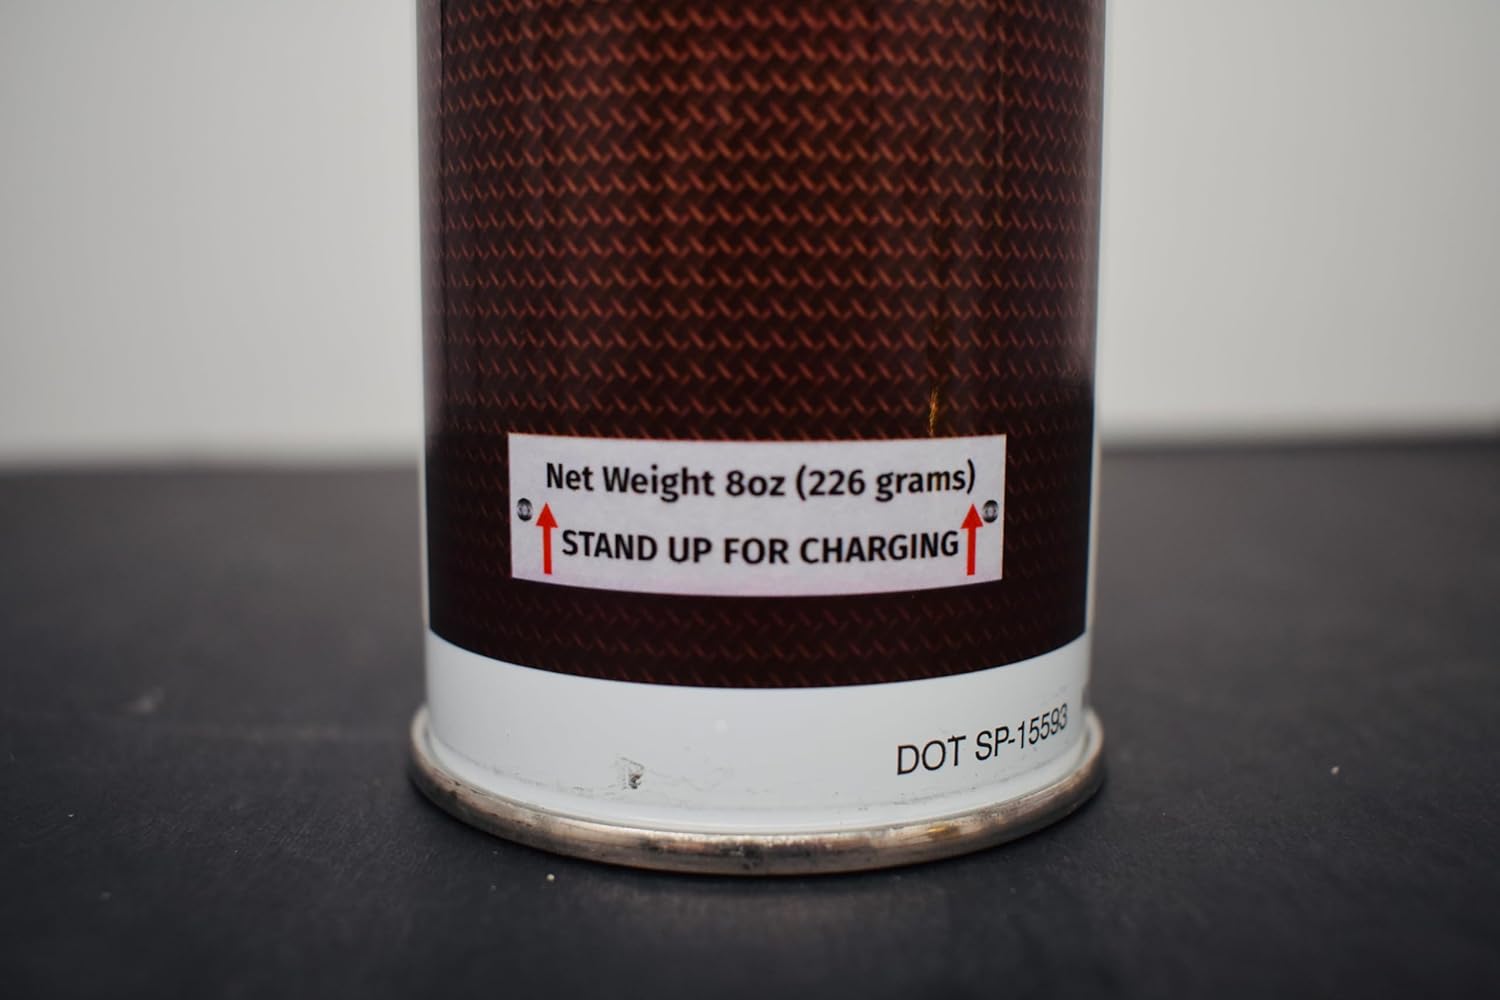 Net Weight 8oz (226 grams)
STAND UP FOR CHARGING
DOT SP-15593